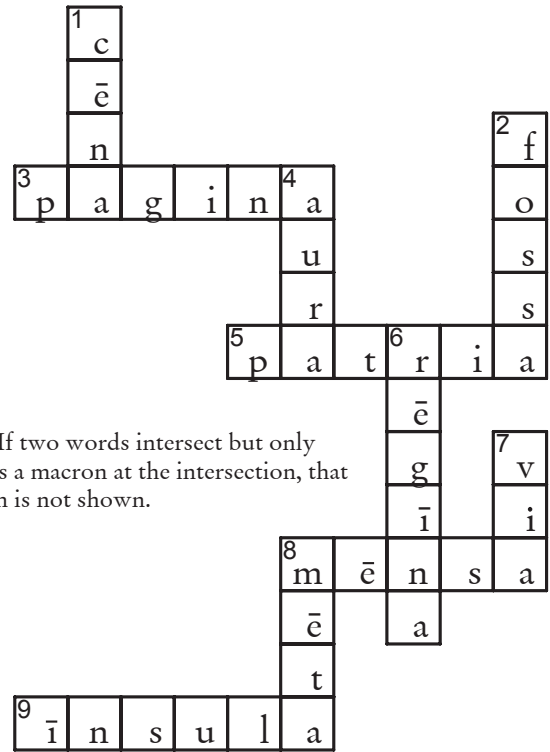 1 c
ē
n 2 f
3 p a g i n 4 a o
u s
r s
5 p a t 6 r i a
ē
If two words intersect but only
s a macron at the intersection, that
n is not shown.
g 7 v
ī i
8 m ē n s a
ē a
t
9 ī n s u l a